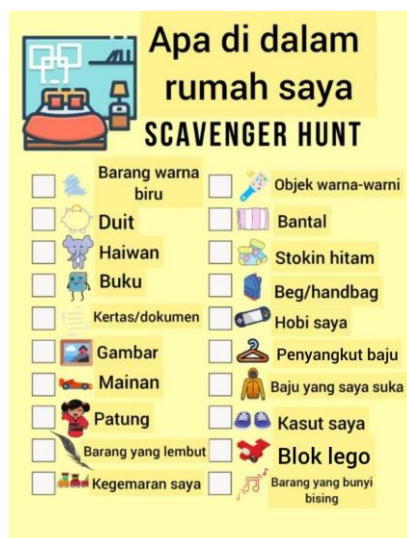 Apa di dalam
rumah saya
SCAVENGER HUNT
Barang warna
biru
Duit
Haiwan
Buku
Kertas/dokumen
Gambar
Mainan
Patung
Barang yang lembut
Kegemaran saya
Objek warna-warni
Bantal
Stokin hitam
Beg/handbag
Hobi saya
Penyangkut baju
Baju yang saya suka
Kasut saya
Blok lego
Barang yang bunyi
bising